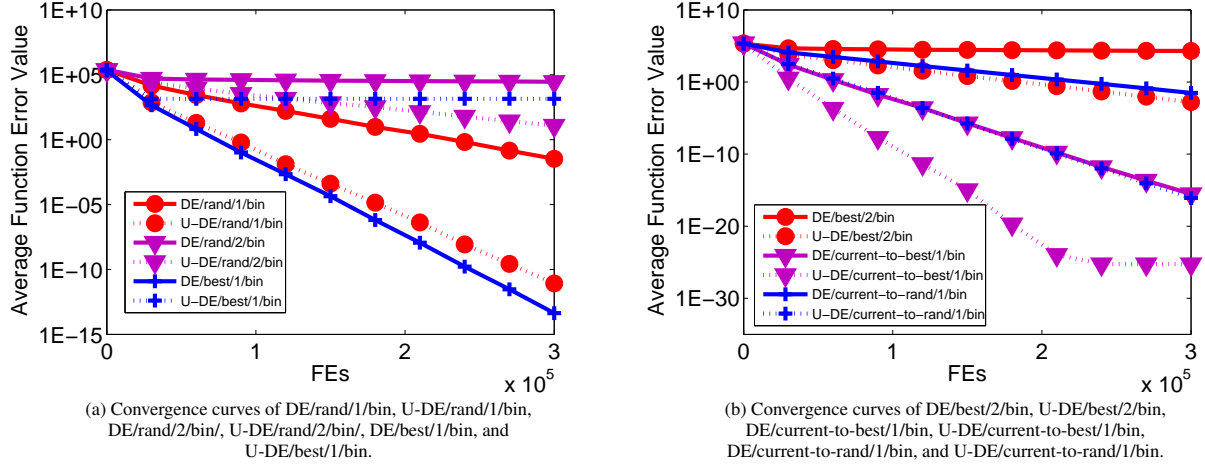 1E+10
1E+05
1E+00
1E−05
1E−10
1E−15
Average Function Error Value
DE/rand/1/bin
U−DE/rand/1/bin
DE/rand/2/bin
U−DE/rand/2/bin
DE/best/1/bin
U−DE/best/1/bin
0
1
2
3
FEs
x 10^5
(a) Convergence curves of DE/rand/1/bin, U-DE/rand/1/bin,
DE/rand/2/bin/, U-DE/rand/2/bin/, DE/best/1/bin, and
U-DE/best/1/bin.
1E+10
1E+00
1E−10
1E−20
1E−30
Average Function Error Value
DE/best/2/bin
U−DE/best/2/bin
DE/current−to−best/1/bin
U−DE/current−to−best/1/bin
DE/current−to−rand/1/bin
U−DE/current−to−rand/1/bin
0
1
2
3
FEs
x 10^5
(b) Convergence curves of DE/best/2/bin, U-DE/best/2/bin,
DE/current-to-best/1/bin, U-DE/current-to-best/1/bin,
DE/current-to-rand/1/bin, and U-DE/current-to-rand/1/bin.